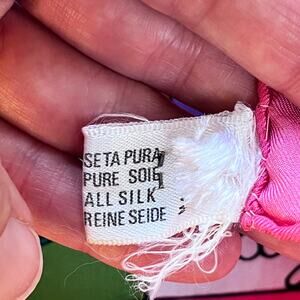 SETA PURA
PURE SOIE
ALL SILK
REINE SEIDE